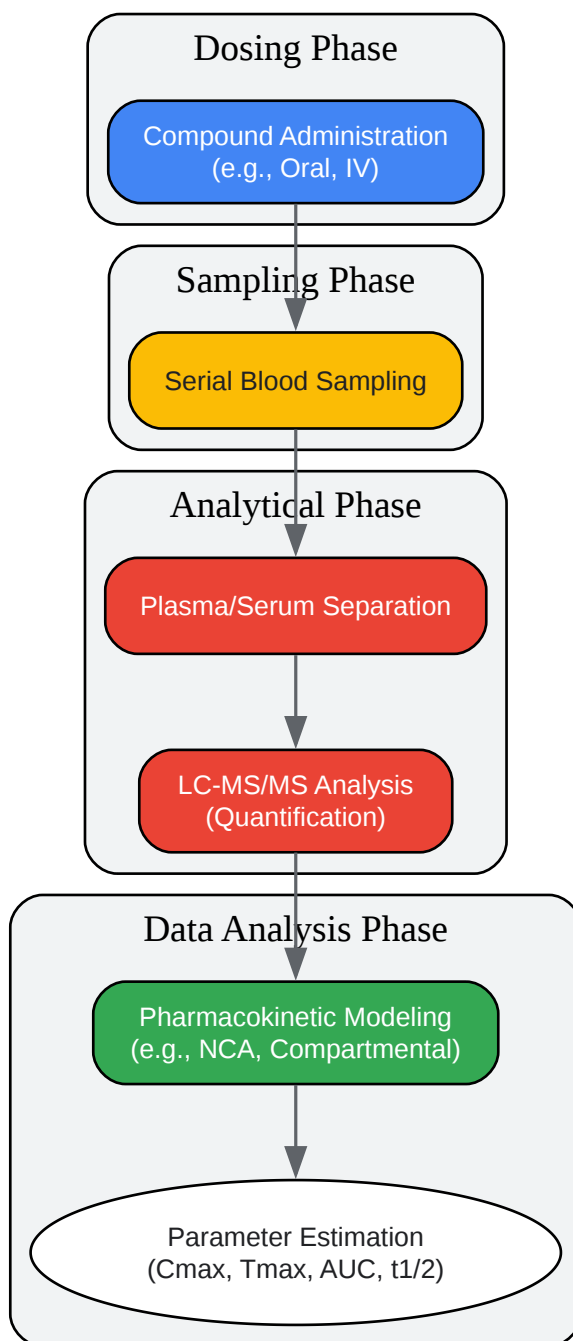 Dosing Phase
Compound Administration
(e.g., Oral, IV)
Sampling Phase
Serial Blood Sampling
Analytical Phase
Plasma/Serum Separation
LC-MS/MS Analysis
(Quantification)
Data Analysis Phase
Pharmacokinetic Modeling
(e.g., NCA, Compartmental)
Parameter Estimation
(Cmax, Tmax, AUC, t1/2)